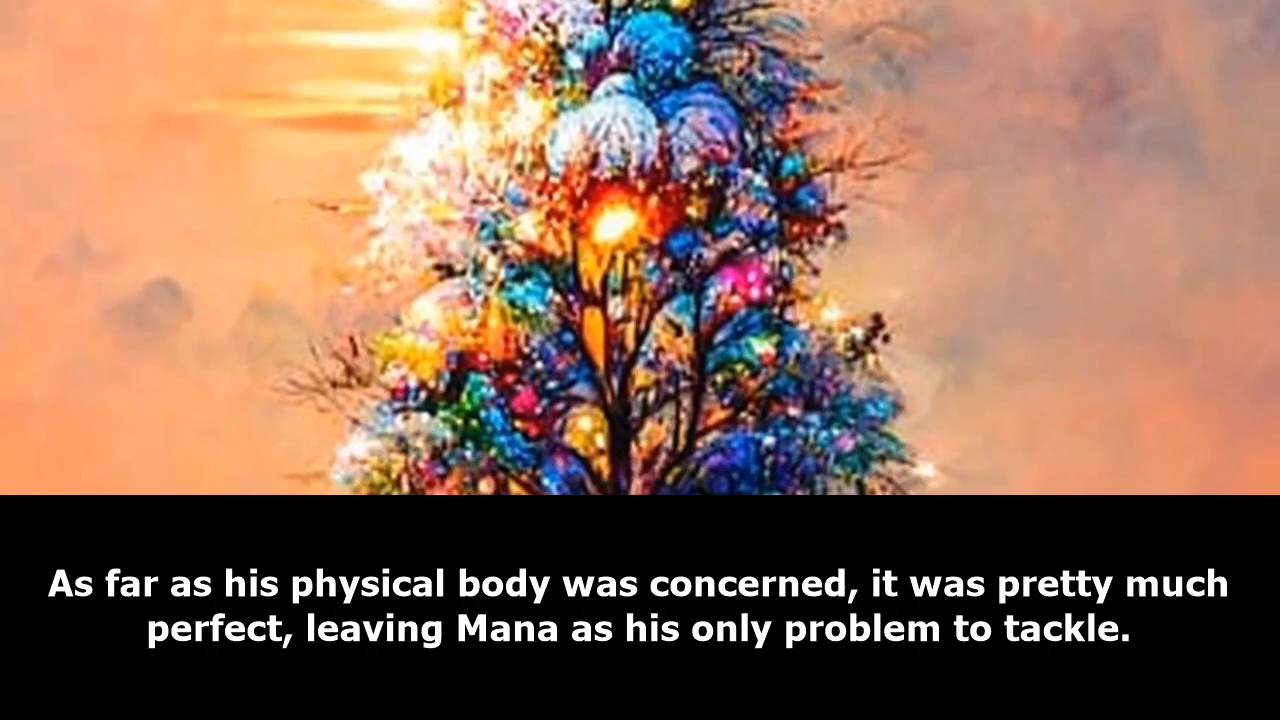 As far as his physical body was concerned, it was pretty much
perfect, leaving Mana as his only problem to tackle.